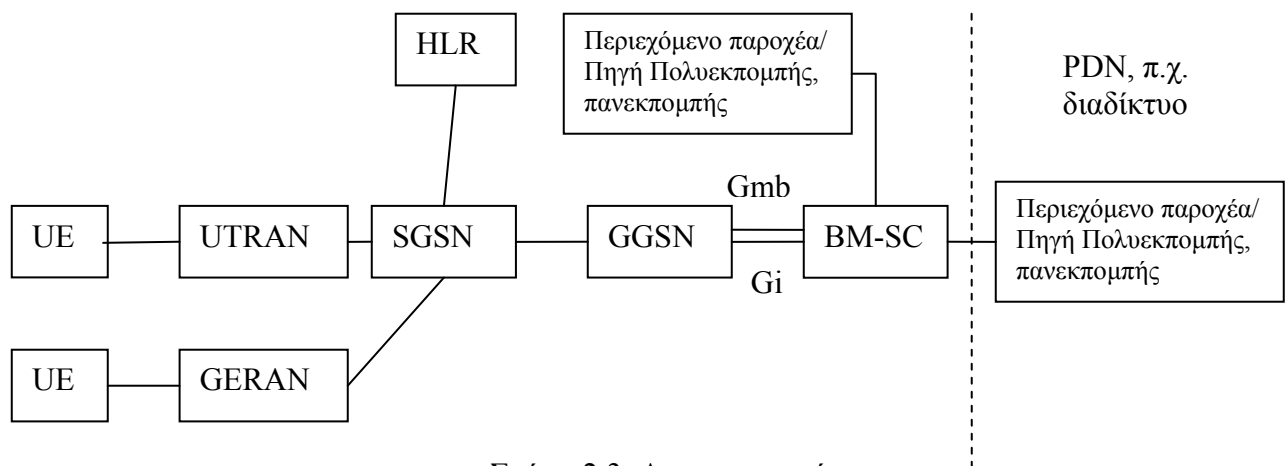 HLR
Περιεχόμενο παροχέα/
Πηγή Πολυεκπομπής,
πανεκπομπής
PDN, π.χ.
διαδίκτυο
Gmb
UE
UTRAN
SGSN
GGSN
BM-SC
Περιεχόμενο παροχέα/
Πηγή Πολυεκπομπής,
πανεκπομπής
Gi
UE
GERAN